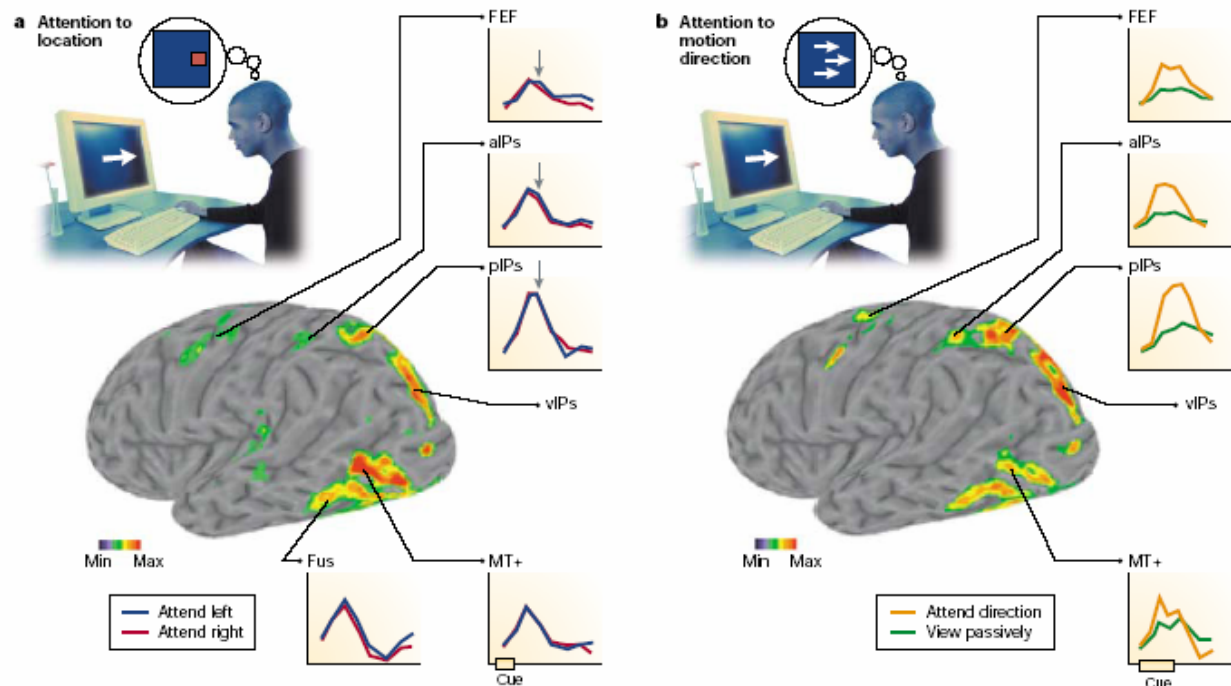 a Attention to
location
FEF
aIPs
pIPs
vIPs
Min Max
Fus
MT+
Attend left
Attend right
Cue
b Attention to
motion
direction
FEF
aIPs
pIPs
vIPs
Min Max
MT+
Attend direction
View passively
Cue